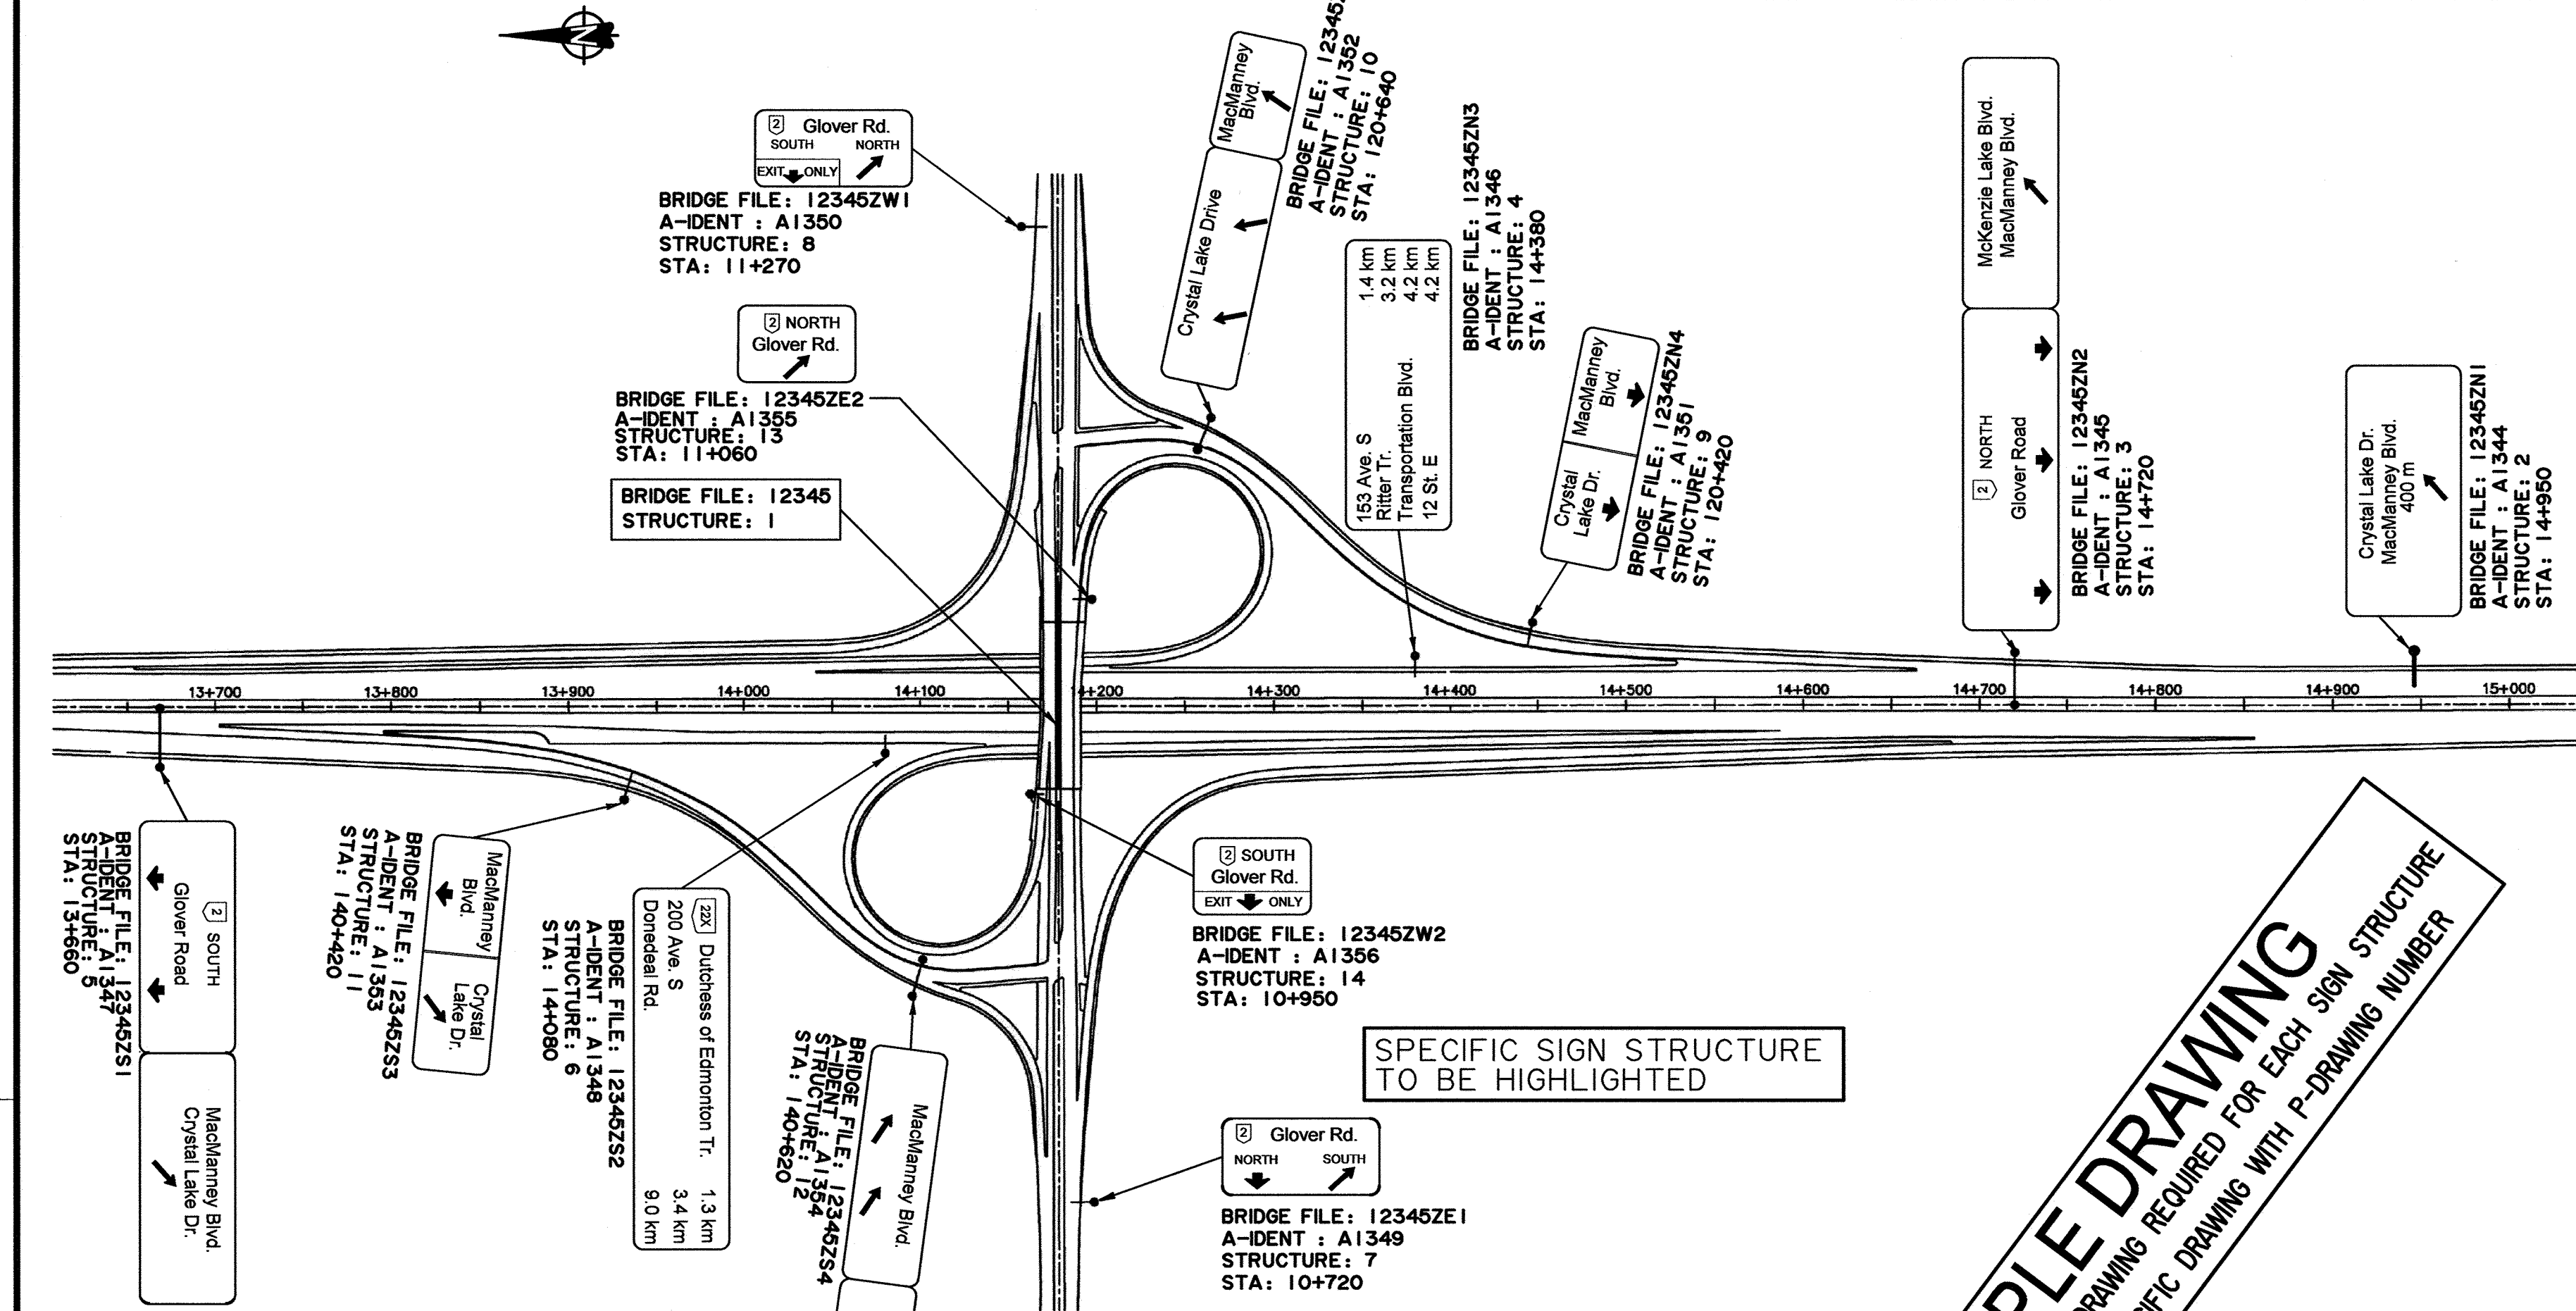 N
2 Glover Rd.
SOUTH NORTH
EXIT ONLY
BRIDGE FILE: 12345ZW1
A-IDENT : A1350
STRUCTURE: 8
STA: 11+270
2 NORTH
Glover Rd.
BRIDGE FILE: 12345ZE2
A-IDENT : A1355
STRUCTURE: 13
STA: 11+060
BRIDGE FILE: 12345
STRUCTURE: 1
MacManney
Blvd.
Crystal Lake Drive
BRIDGE FILE: 12345
A-IDENT : A1352
STRUCTURE: 10
STA: 120+640
153 Ave. S 1.4 km
Ritter Tr. 3.2 km
Transportation Blvd. 4.2 km
12 St. E 4.2 km
BRIDGE FILE: 12345ZN3
A-IDENT : A1346
STRUCTURE: 4
STA: 14+380
Crystal
Lake Dr.
MacManney
Blvd.
BRIDGE FILE: 12345ZN4
A-IDENT : A1351
STRUCTURE: 9
STA: 120+420
McKenzie Lake Blvd.
MacManney Blvd.
2 NORTH
Glover Road
BRIDGE FILE: 12345ZN2
A-IDENT : A1345
STRUCTURE: 3
STA: 14+720
Crystal Lake Dr.
MacManney Blvd.
400 m
BRIDGE FILE: 12345ZN1
A-IDENT : A1344
STRUCTURE: 2
STA: 14+950
13+700 13+800 13+900 14+000 14+100 14+200 14+300 14+400 14+500 14+600 14+700 14+800 14+900 15+000
2 SOUTH
Glover Road
MacManney Blvd.
Crystal Lake Dr.
BRIDGE FILE: 12345ZS1
A-IDENT : A1347
STRUCTURE: 5
STA: 13+660
MacManney
Blvd.
Crystal
Lake Dr.
BRIDGE FILE: 12345ZS3
A-IDENT : A1353
STRUCTURE: 11
STA: 140+420
22X Dutchess of Edmonton Tr. 1.3 km
200 Ave. S 3.4 km
Donedeal Rd. 9.0 km
BRIDGE FILE: 12345ZS2
A-IDENT : A1348
STRUCTURE: 6
STA: 14+080
MacManney Blvd.
BRIDGE FILE: 12345ZS4
A-IDENT : A1354
STRUCTURE: 12
STA: 140+620
2 SOUTH
Glover Rd.
EXIT ONLY
BRIDGE FILE: 12345ZW2
A-IDENT : A1356
STRUCTURE: 14
STA: 10+950
SPECIFIC SIGN STRUCTURE
TO BE HIGHLIGHTED
2 Glover Rd.
NORTH SOUTH
BRIDGE FILE: 12345ZE1
A-IDENT : A1349
STRUCTURE: 7
STA: 10+720
PLE DRAWING
DRAWING REQUIRED FOR EACH SIGN STRUCTURE
IFIC DRAWING WITH P-DRAWING NUMBER